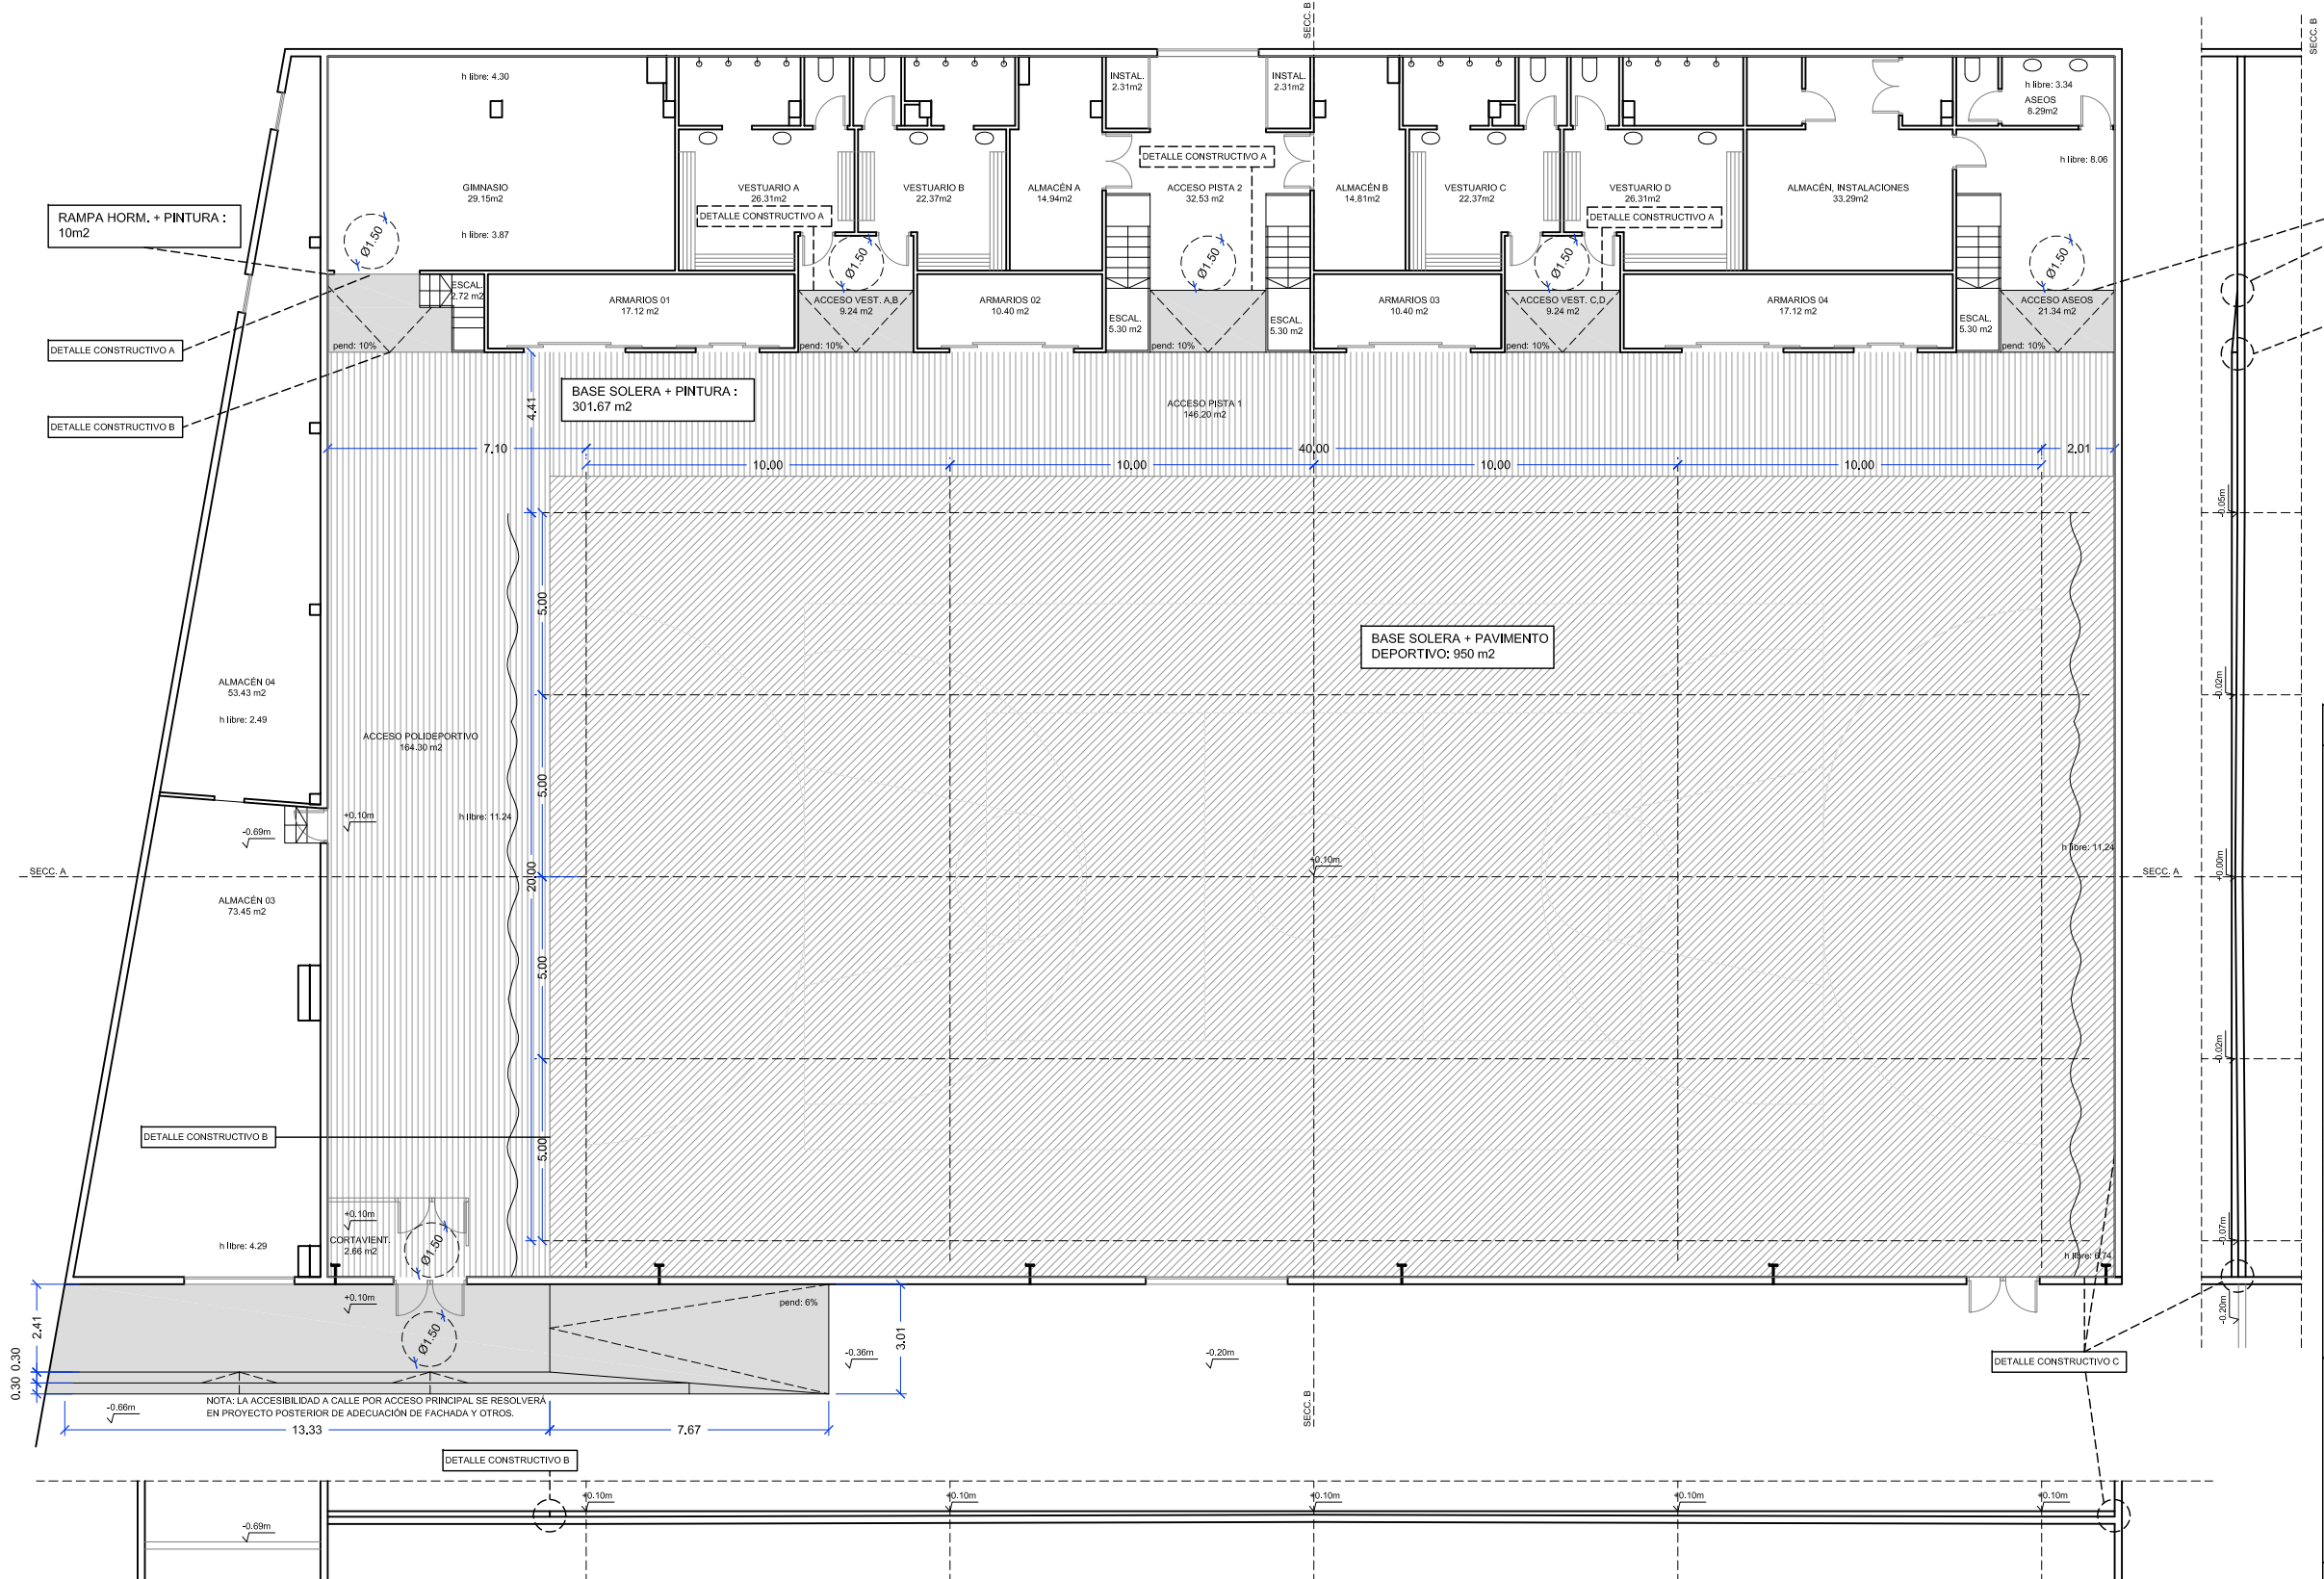 SECC. B
SECC. B
h libre: 4.30
INSTAL.
2.31m2
INSTAL.
2.31m2
h libre: 3.34
ASEOS
8.29m2
DETALLE CONSTRUCTIVO A
h libre: 8.06
GIMNASIO
29.15m2
VESTUARIO A
26.31m2
VESTUARIO B
22.37m2
ALMACÉN A
14.94m2
ACCESO PISTA 2
32.53 m2
ALMACÉN B
14.81m2
VESTUARIO C
22.37m2
VESTUARIO D
26.31m2
ALMACÉN, INSTALACIONES
33.29m2
RAMPA HORM. + PINTURA :
10m2
DETALLE CONSTRUCTIVO A
DETALLE CONSTRUCTIVO A
h libre: 3.87
Ø1.50
Ø1.50
Ø1.50
Ø1.50
Ø1.50
ESCAL.
2.72 m2
ARMARIOS 01
17.12 m2
ACCESO VEST. A,B
9.24 m2
ARMARIOS 02
10.40 m2
ESCAL.
5.30 m2
ESCAL.
5.30 m2
ARMARIOS 03
10.40 m2
ACCESO VEST. C,D
9.24 m2
ARMARIOS 04
17.12 m2
ESCAL.
5.30 m2
ACCESO ASEOS
21.34 m2
DETALLE CONSTRUCTIVO A
pend: 10%
pend: 10%
pend: 10%
pend: 10%
pend: 10%
BASE SOLERA + PINTURA :
301.67 m2
4.41
ACCESO PISTA 1
146.20 m2
DETALLE CONSTRUCTIVO B
7.10
40.00
2.01
10.00
10.00
10.00
10.00
-0.05m
5.00
BASE SOLERA + PAVIMENTO
DEPORTIVO: 950 m2
ALMACÉN 04
53.43 m2
h libre: 2.49
-0.02m
ACCESO POLIDEPORTIVO
164.30 m2
5.00
h libre: 11.24
+0.10m
-0.69m
h libre: 11.24
+0.10m
+0.00m
SECC. A
20.00
SECC. A
ALMACÉN 03
73.45 m2
5.00
-0.02m
DETALLE CONSTRUCTIVO B
5.00
+0.10m
CORTAVIENT.
2.66 m2
Ø1.50
h libre: 4.29
h libre: 6.74
-0.07m
+0.10m
pend: 6%
-0.20m
2.41
Ø1.50
3.01
-0.36m
-0.20m
0.30
0.30
DETALLE CONSTRUCTIVO C
NOTA: LA ACCESIBILIDAD A CALLE POR ACCESO PRINCIPAL SE RESOLVERÁ
EN PROYECTO POSTERIOR DE ADECUACIÓN DE FACHADA Y OTROS.
-0.66m
SECC. B
13.33
7.67
DETALLE CONSTRUCTIVO B
+0.10m
+0.10m
+0.10m
+0.10m
+0.10m
-0.69m